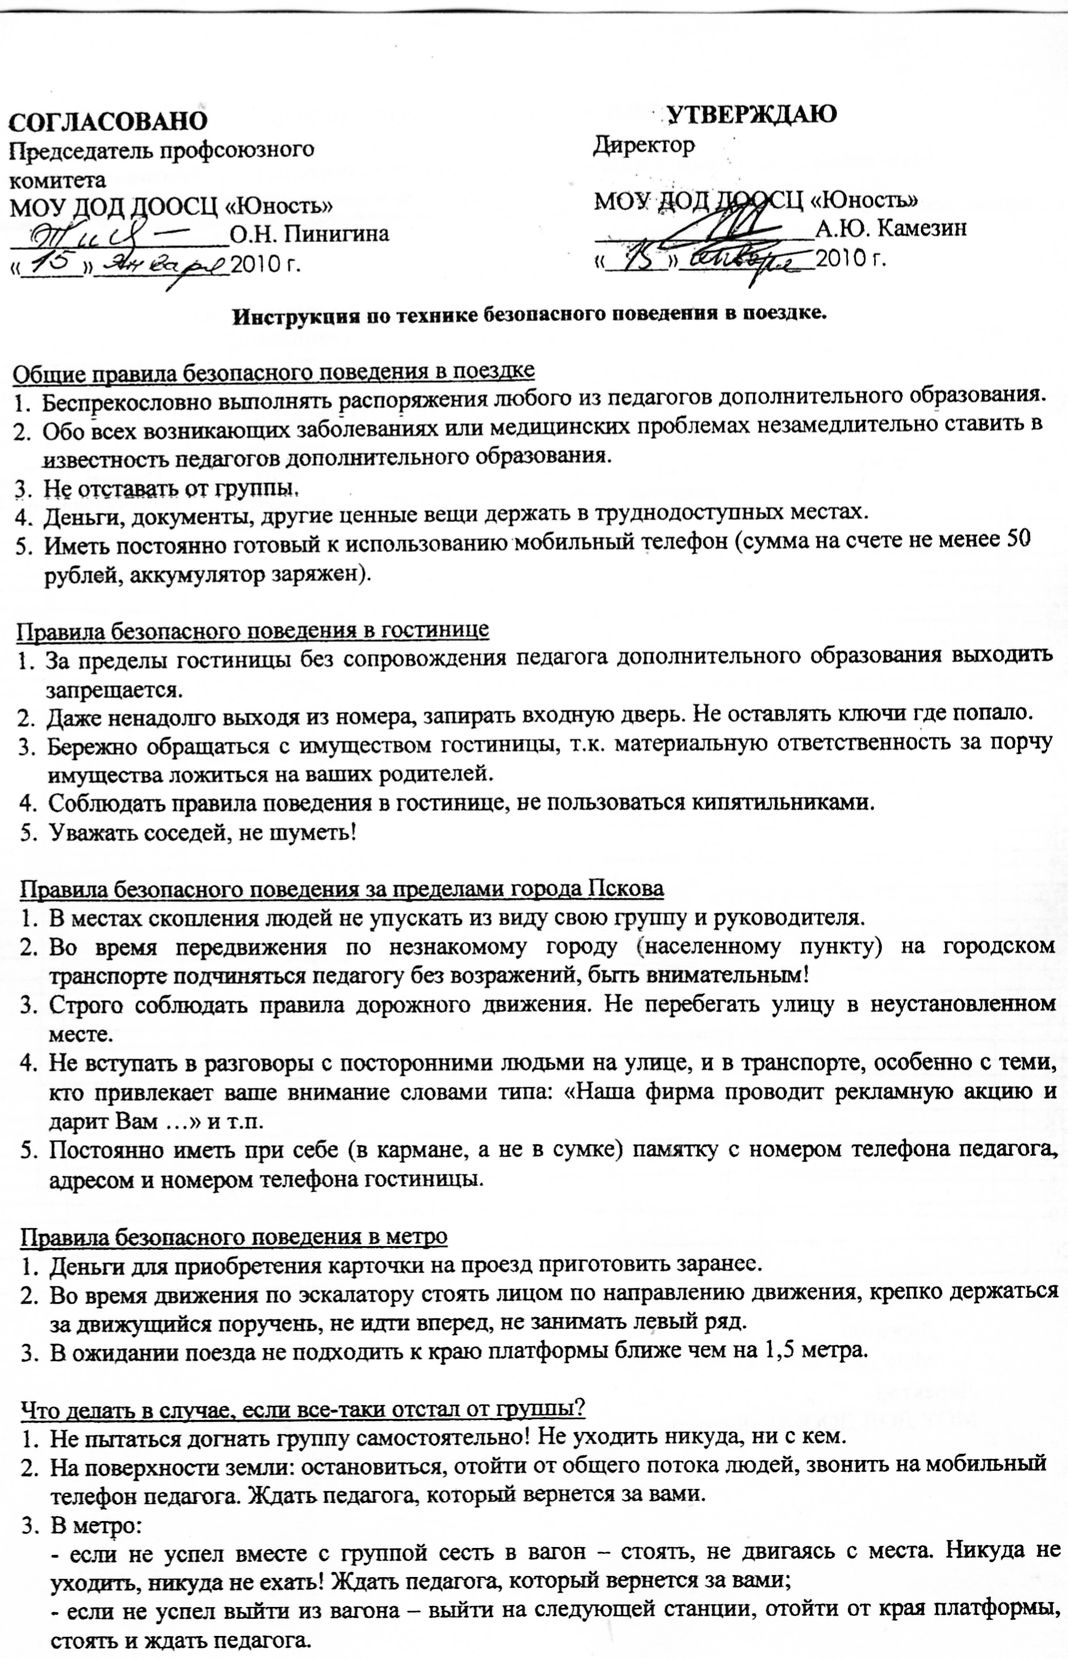 СОГЛАСОВАНО
Председатель профсоюзного
комитета
МОУ ДОД ДООСЦ «Юность»
О.Н. Пинигина
«15» января 2010 г.
УТВЕРЖДАЮ
Директор
МОУ ДОД ДООСЦ «Юность»
А.Ю. Камезин
«15» января 2010 г.
Инструкция по технике безопасного поведения в поездке.
Общие правила безопасного поведения в поездке
1. Беспрекословно выполнять распоряжения любого из педагогов дополнительного образования.
2. Обо всех возникающих заболеваниях или медицинских проблемах незамедлительно ставить в
известность педагогов дополнительного образования.
3. Не отставать от группы.
4. Деньги, документы, другие ценные вещи держать в труднодоступных местах.
5. Иметь постоянно готовый к использованию мобильный телефон (сумма на счете не менее 50
рублей, аккумулятор заряжен).
Правила безопасного поведения в гостинице
1. За пределы гостиницы без сопровождения педагога дополнительного образования выходить
запрещается.
2. Даже ненадолго выходя из номера, запирать входную дверь. Не оставлять ключи где попало.
3. Бережно обращаться с имуществом гостиницы, т.к. материальную ответственность за порчу
имущества ложиться на ваших родителей.
4. Соблюдать правила поведения в гостинице, не пользоваться кипятильниками.
5. Уважать соседей, не шуметь!
Правила безопасного поведения за пределами города Пскова
1. В местах скопления людей не упускать из виду свою группу и руководителя.
2. Во время передвижения по незнакомому городу (населенному пункту) на городском
транспорте подчиняться педагогу без возражений, быть внимательным!
3. Строго соблюдать правила дорожного движения. Не перебегать улицу в неустановленном
месте.
4. Не вступать в разговоры с посторонними людьми на улице, и в транспорте, особенно с теми,
кто привлекает ваше внимание словами типа: «Наша фирма проводит рекламную акцию и
дарит Вам …» и т.п.
5. Постоянно иметь при себе (в кармане, а не в сумке) памятку с номером телефона педагога,
адресом и номером телефона гостиницы.
Правила безопасного поведения в метро
1. Деньги для приобретения карточки на проезд приготовить заранее.
2. Во время движения по эскалатору стоять лицом по направлению движения, крепко держаться
за движущийся поручень, не идти вперед, не занимать левый ряд.
3. В ожидании поезда не подходить к краю платформы ближе чем на 1,5 метра.
Что делать в случае, если все-таки отстал от группы?
1. Не пытаться догнать группу самостоятельно! Не уходить никуда, ни с кем.
2. На поверхности земли: остановиться, отойти от общего потока людей, звонить на мобильный
телефон педагога. Ждать педагога, который вернется за вами.
3. В метро:
- если не успел вместе с группой сесть в вагон – стоять, не двигаясь с места. Никуда не
уходить, никуда не ехать! Ждать педагога, который вернется за вами;
- если не успел выйти из вагона – выйти на следующей станции, отойти от края платформы,
стоять и ждать педагога.